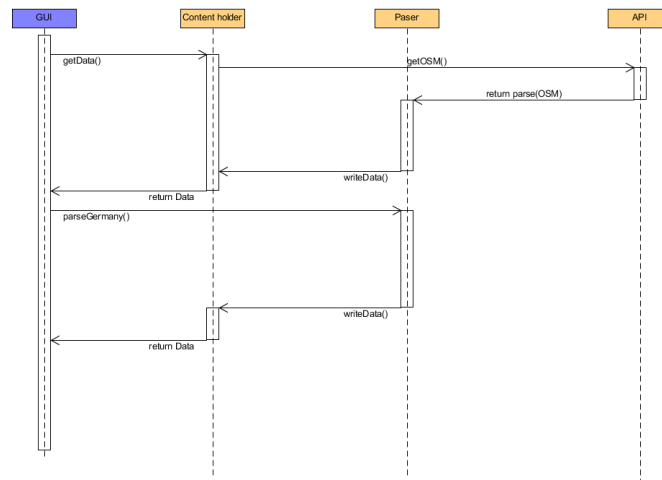 GUI
Content holder
Paser
API
getData()
getOSM()
return parse(OSM)
writeData()
return Data
parseGermany()
writeData()
return Data